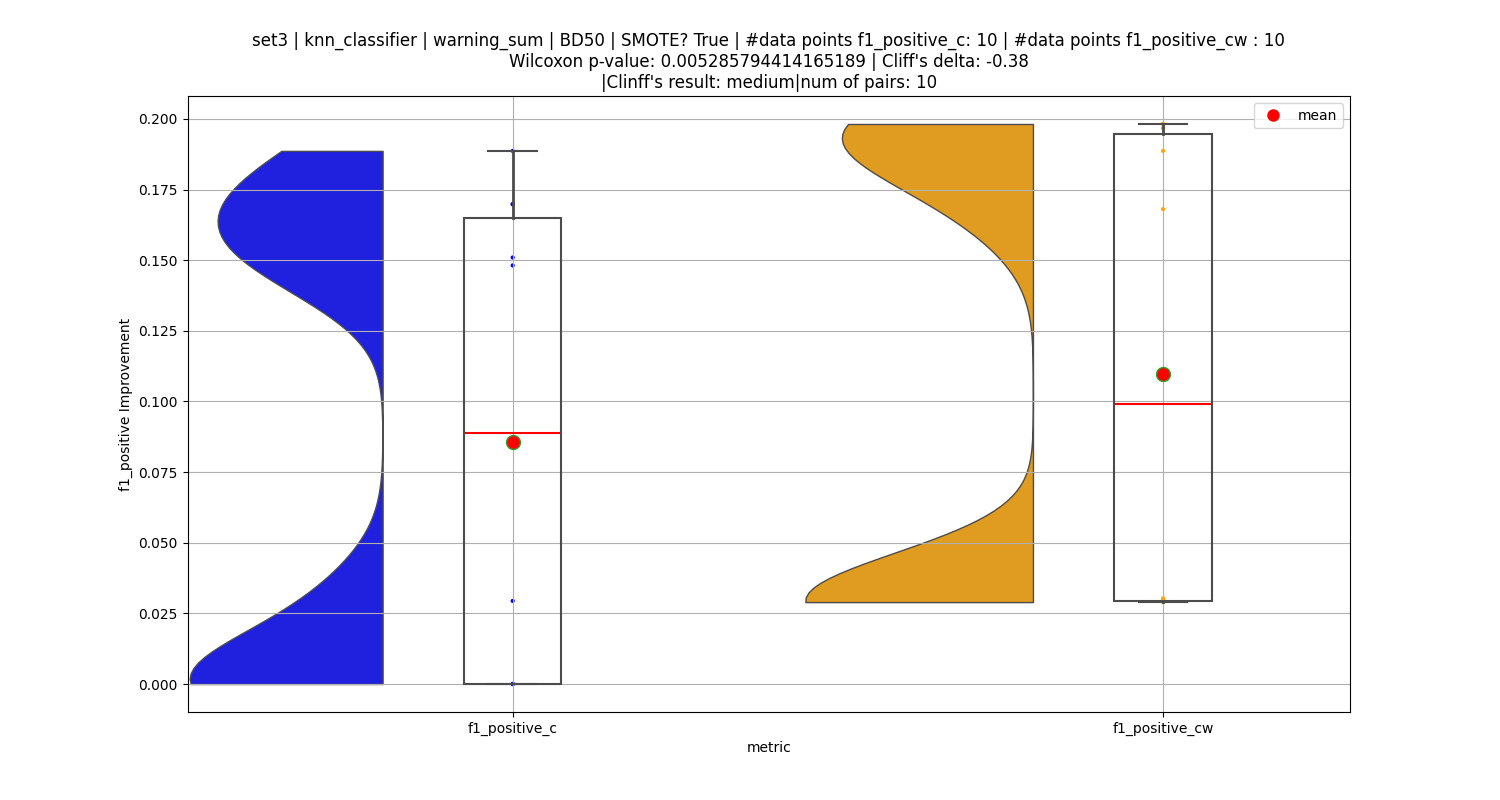 set3 | knn_classifier | warning_sum | BD50 | SMOTE? True | #data points f1_positive_c: 10 | #data points f1_positive_cw : 10
Wilcoxon p-value: 0.005285794414165189 | Cliff's delta: -0.38
|Clinff's result: medium|num of pairs: 10
mean
0.200
0.175
0.150
0.125
0.100
0.075
0.050
0.025
0.000
f1_positive Improvement
f1_positive_c
f1_positive_cw
metric